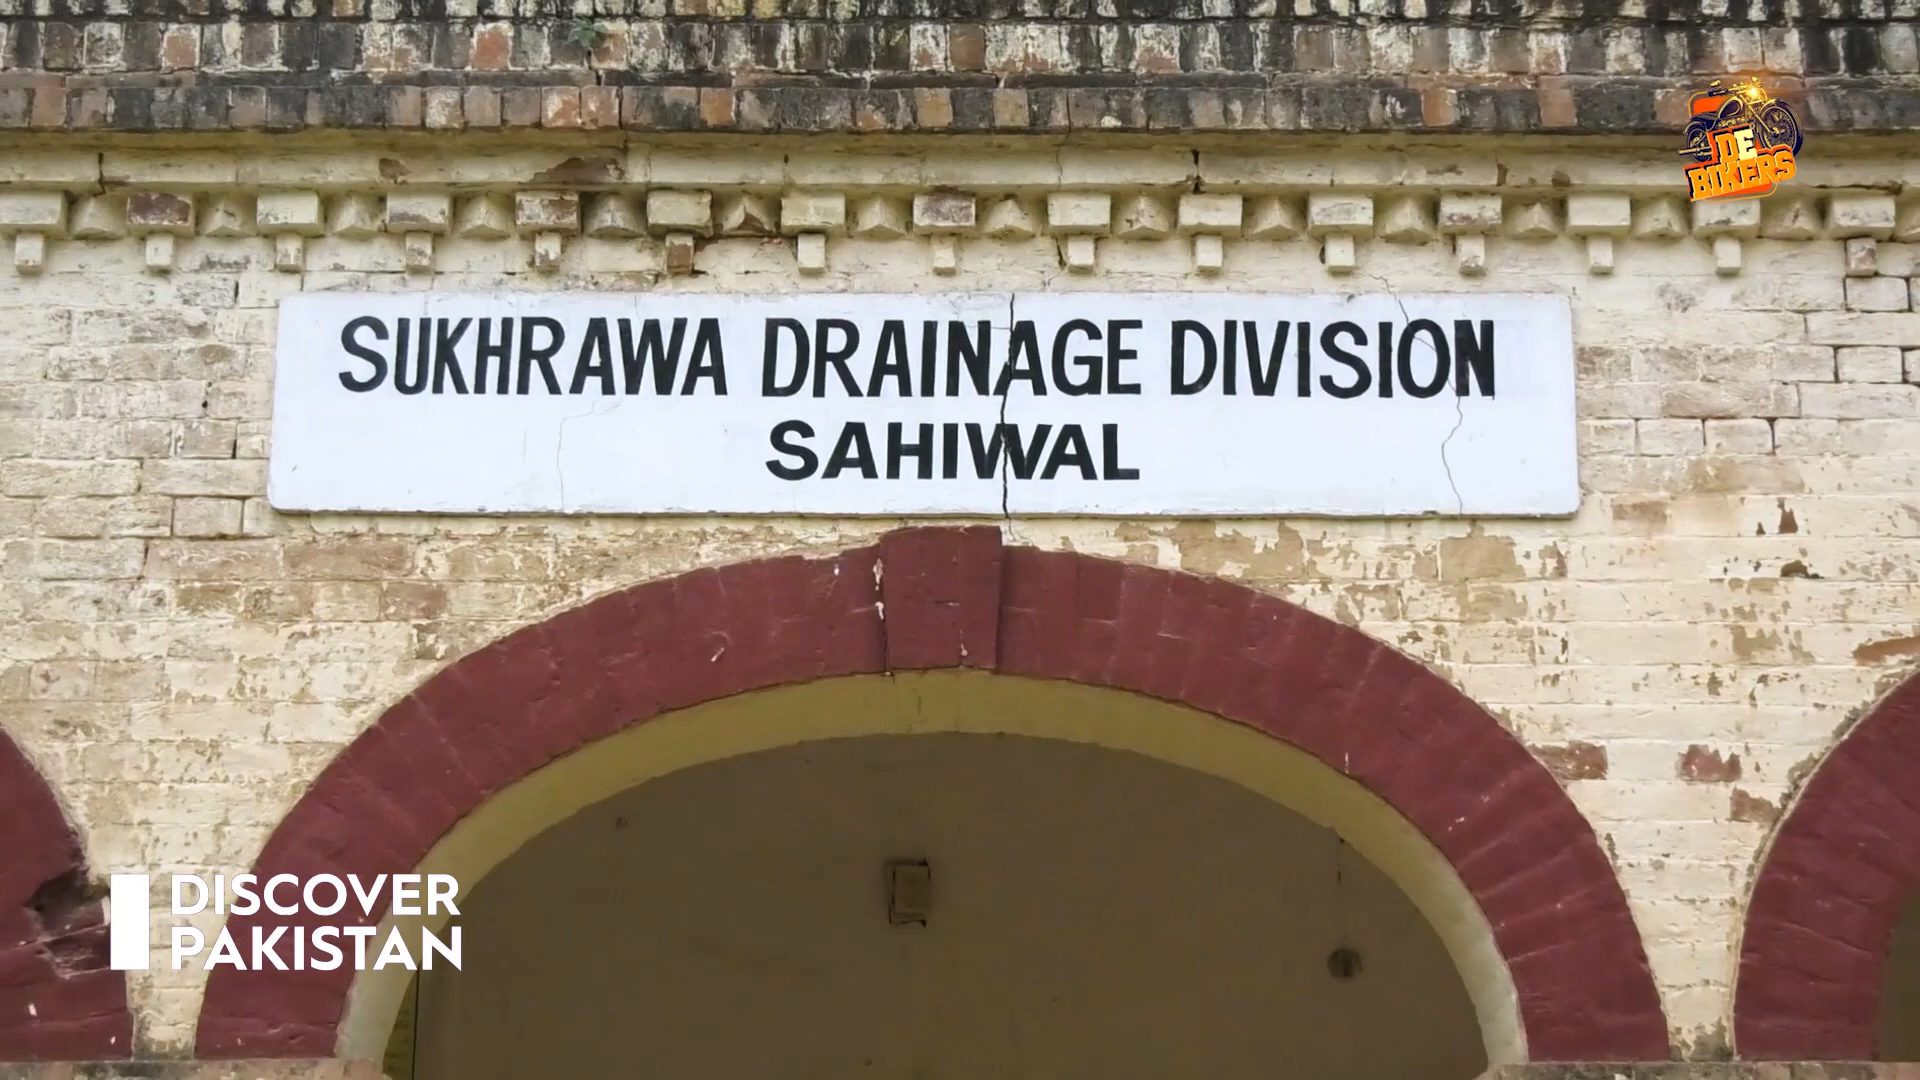 DE
BIKERS
SUKHRAWA DRAINAGE DIVISION
SAHIWAL
DISCOVER
PAKISTAN